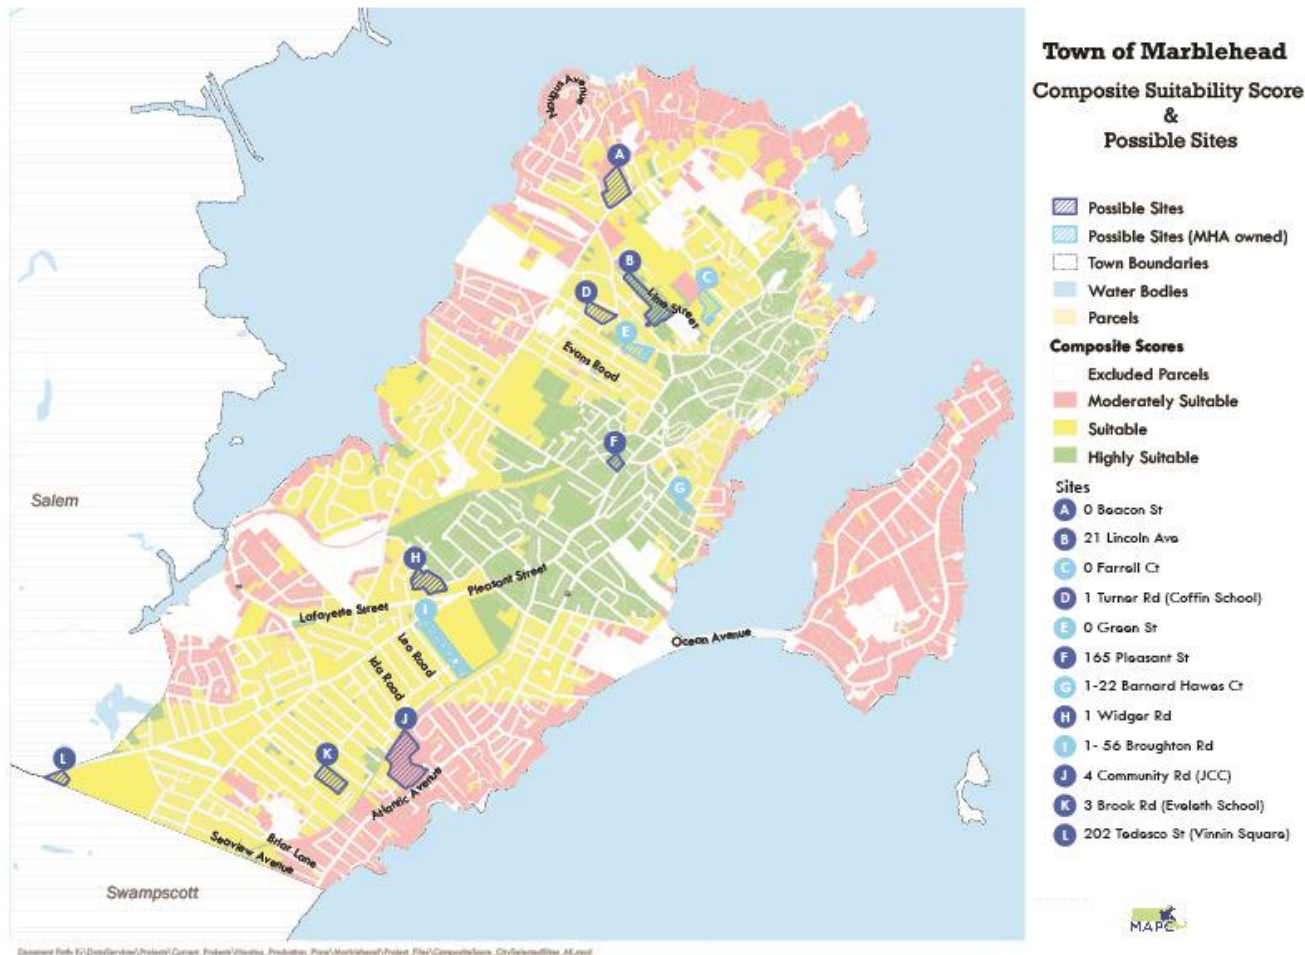 Town of Marblehead
Composite Suitability Score
&
Possible Sites
Possible Sites
Possible Sites (MHA owned)
Town Boundaries
Water Bodies
Parcels
Composite Scores
Excluded Parcels
Moderately Suitable
Suitable
Highly Suitable
Sites
A 0 Beacon St
B 21 Lincoln Ave
C 0 Farrell Ct
D 1 Turner Rd (Coffin School)
E 0 Green St
F 165 Pleasant St
G 1-22 Barnard Hawes Ct
H 1 Widger Rd
I 1- 56 Broughton Rd
J 4 Community Rd (JCC)
K 3 Brook Rd (Eveleth School)
L 202 Tedesco St (Vinnin Square)
MAPC
Naugus Avenue
A
B
C
D
Lime Street
E
Evans Road
F
Salem
G
H
Pleasant Street
I
Lafayette Street
Ocean Avenue
Leo Road
Ida Road
J
K
L
Atlantic Avenue
Briar Lane
Seaview Avenue
Swampscott